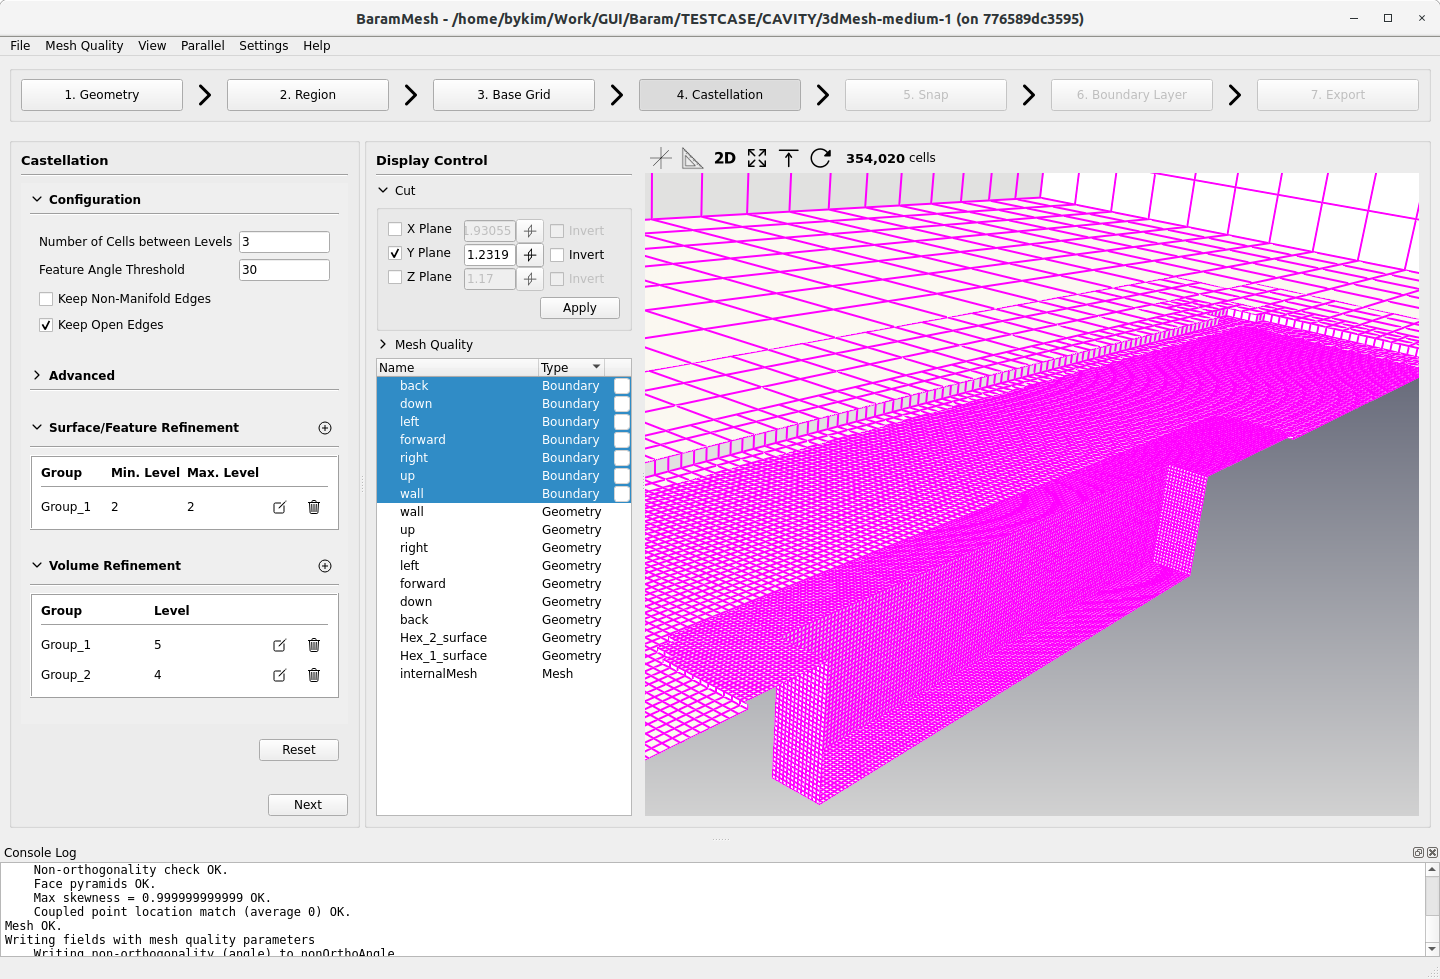 BaramMesh - /home/bykim/Work/GUI/Baram/TESTCASE/CAVITY/3dMesh-medium-1 (on 776589dc3595)
File Mesh Quality View Parallel Settings Help
1. Geometry 2. Region 3. Base Grid 4. Castellation 5. Snap 6. Boundary Layer 7. Export
Castellation
Configuration
Number of Cells between Levels 3
Feature Angle Threshold 30
Keep Non-Manifold Edges
Keep Open Edges
Advanced
Surface/Feature Refinement
Group Min. Level Max. Level
Group_1 2 2
Volume Refinement
Group Level
Group_1 5
Group_2 4
Reset
Next
Display Control
Cut
X Plane 1.93055 Invert
Y Plane 1.2319 Invert
Z Plane 1.17 Invert
Apply
Mesh Quality
Name Type
back Boundary
down Boundary
left Boundary
forward Boundary
right Boundary
up Boundary
wall Boundary
wall Geometry
up Geometry
right Geometry
left Geometry
forward Geometry
down Geometry
back Geometry
Hex_2_surface Geometry
Hex_1_surface Geometry
internalMesh Mesh
2D 354,020 cells
Console Log
Non-orthogonality check OK.
Face pyramids OK.
Max skewness = 0.999999999999 OK.
Coupled point location match (average 0) OK.
Mesh OK.
Writing fields with mesh quality parameters
Writing non-orthogonality (angle) to nonOrthoAngle